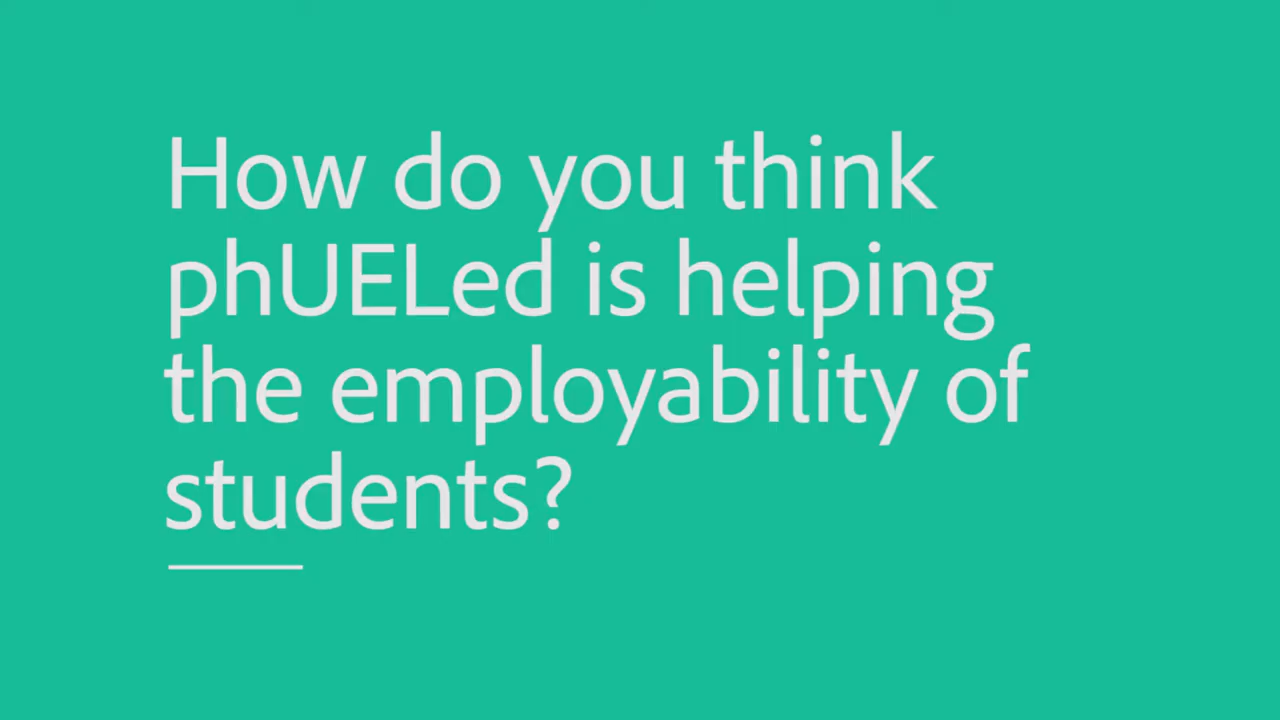 How do you think
phUELed is helping
the employability of
students?